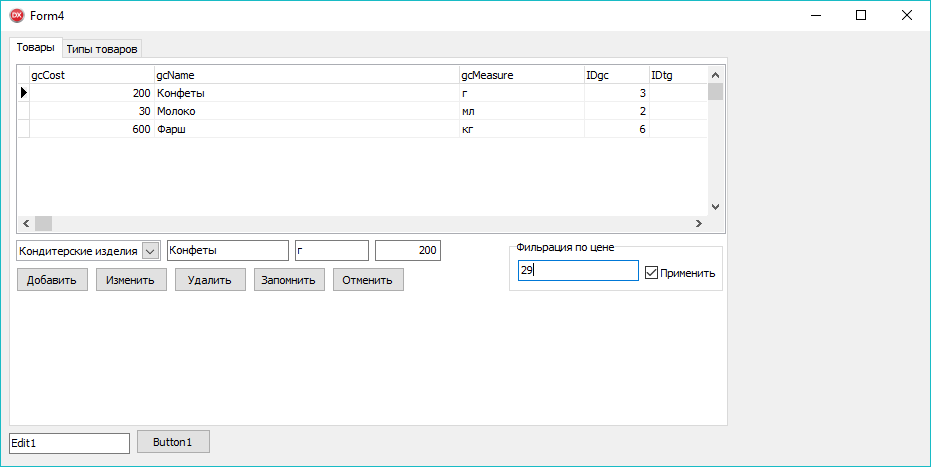 DX Form4
Товары Типы товаров
gcCost gcName gcMeasure IDgc IDtg
200 Конфеты г 3
30 Молоко мл 2
600 Фарш кг 6
Кондитерские изделия Конфеты г 200
Фильрация по цене
29 Применить
Добавить Изменить Удалить Запомнить Отменить
Edit1 Button1